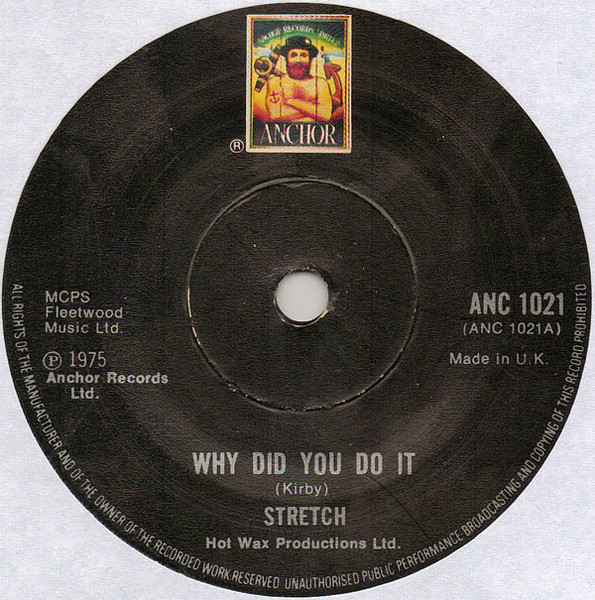 ANCHOR RECORDS LIMITED
ANCHOR
®
MCPS
Fleetwood
Music Ltd.
℗ 1975
Anchor Records
Ltd.
ANC 1021
(ANC 1021A)
Made in U.K.
WHY DID YOU DO IT
(Kirby)
STRETCH
Hot Wax Productions Ltd.
ALL RIGHTS OF THE MANUFACTURER AND OF THE OWNER OF THE RECORDED WORK RESERVED UNAUTHORISED PUBLIC PERFORMANCE BROADCASTING AND COPYING OF THIS RECORD PROHIBITED